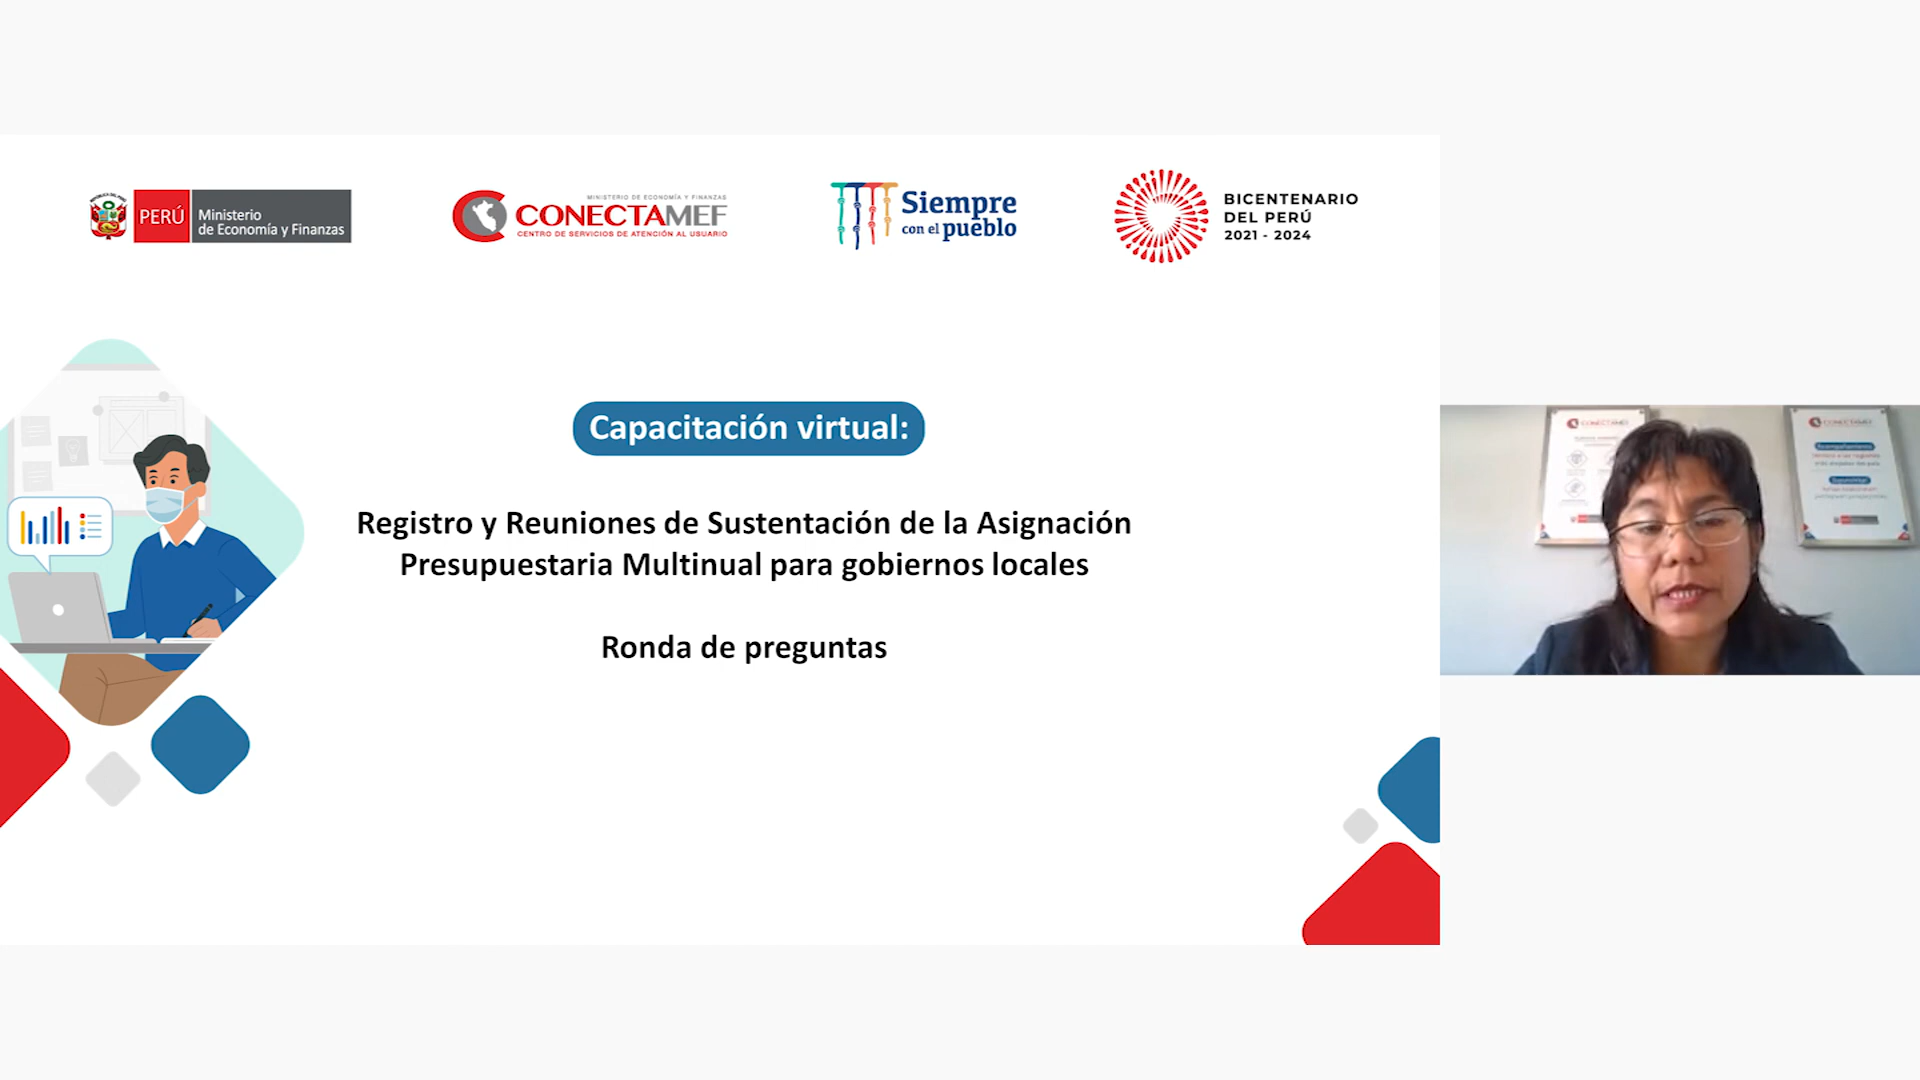 PERÚ
Ministerio
de Economía y Finanzas
MINISTERIO DE ECONOMÍA Y FINANZAS
CONECTAMEF
CENTRO DE SERVICIOS DE ATENCIÓN AL USUARIO
Siempre
con el pueblo
BICENTENARIO
DEL PERÚ
2021 - 2024
Capacitación virtual:
Registro y Reuniones de Sustentación de la Asignación
Presupuestaria Multinual para gobiernos locales
Ronda de preguntas
CONECTAMEF
CONECTAMEF